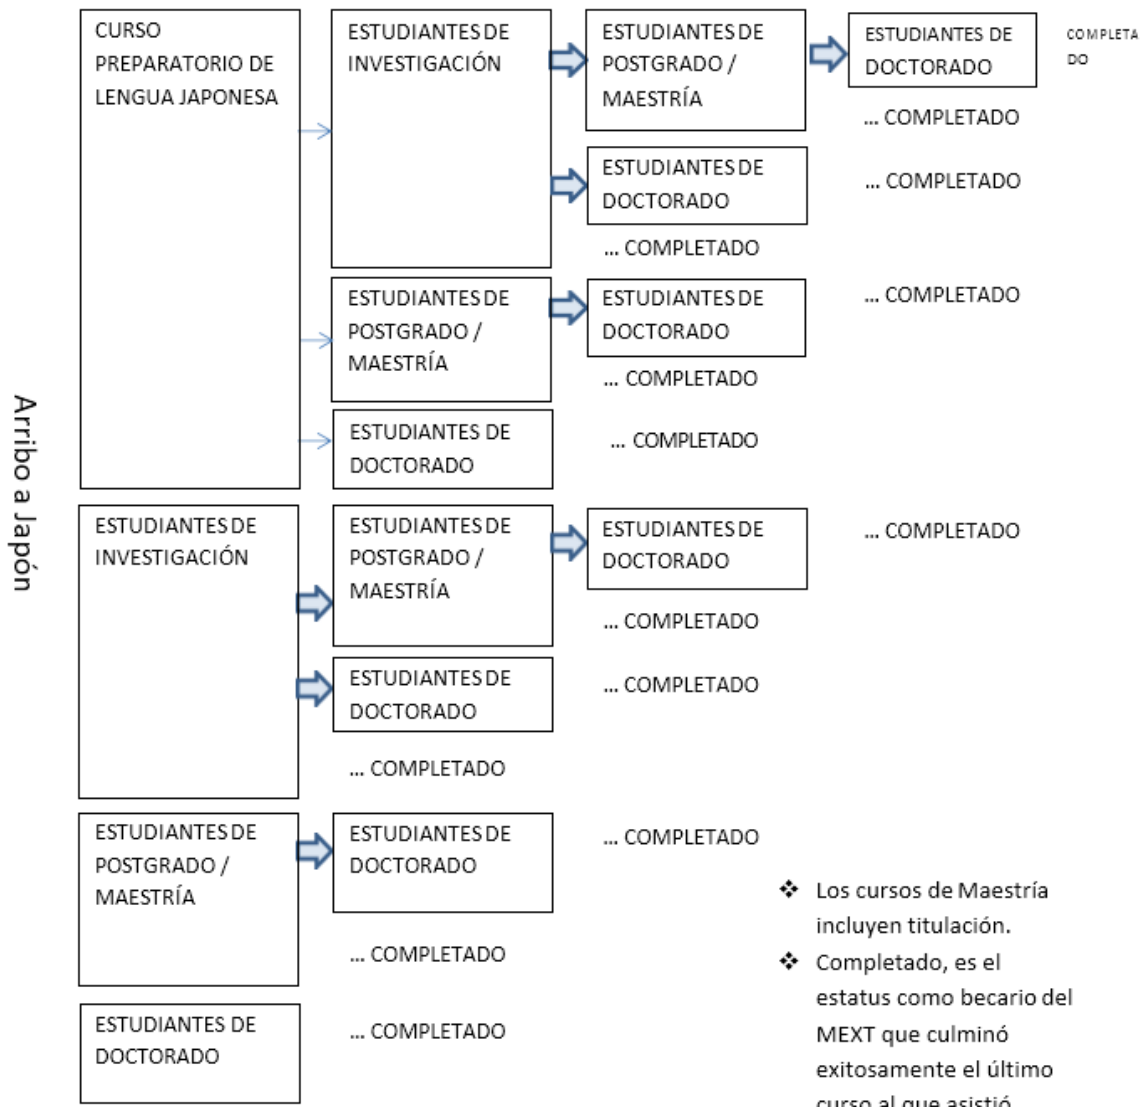 Arribo a Japón
CURSO
PREPARATORIO DE
LENGUA JAPONESA
ESTUDIANTES DE
INVESTIGACIÓN
ESTUDIANTES DE
POSTGRADO /
MAESTRÍA
ESTUDIANTES DE
DOCTORADO
COMPLETA
DO
... COMPLETADO
ESTUDIANTES DE
DOCTORADO
... COMPLETADO
... COMPLETADO
ESTUDIANTES DE
POSTGRADO /
MAESTRÍA
ESTUDIANTES DE
DOCTORADO
... COMPLETADO
... COMPLETADO
ESTUDIANTES DE
DOCTORADO
... COMPLETADO
ESTUDIANTES DE
INVESTIGACIÓN
ESTUDIANTES DE
POSTGRADO /
MAESTRÍA
ESTUDIANTES DE
DOCTORADO
... COMPLETADO
... COMPLETADO
ESTUDIANTES DE
DOCTORADO
... COMPLETADO
... COMPLETADO
ESTUDIANTES DE
POSTGRADO /
MAESTRÍA
ESTUDIANTES DE
DOCTORADO
... COMPLETADO
... COMPLETADO
ESTUDIANTES DE
DOCTORADO
... COMPLETADO
❖ Los cursos de Maestría
incluyen titulación.
❖ Completado, es el
estatus como becario del
MEXT que culminó
exitosamente el último
curso al que asistió